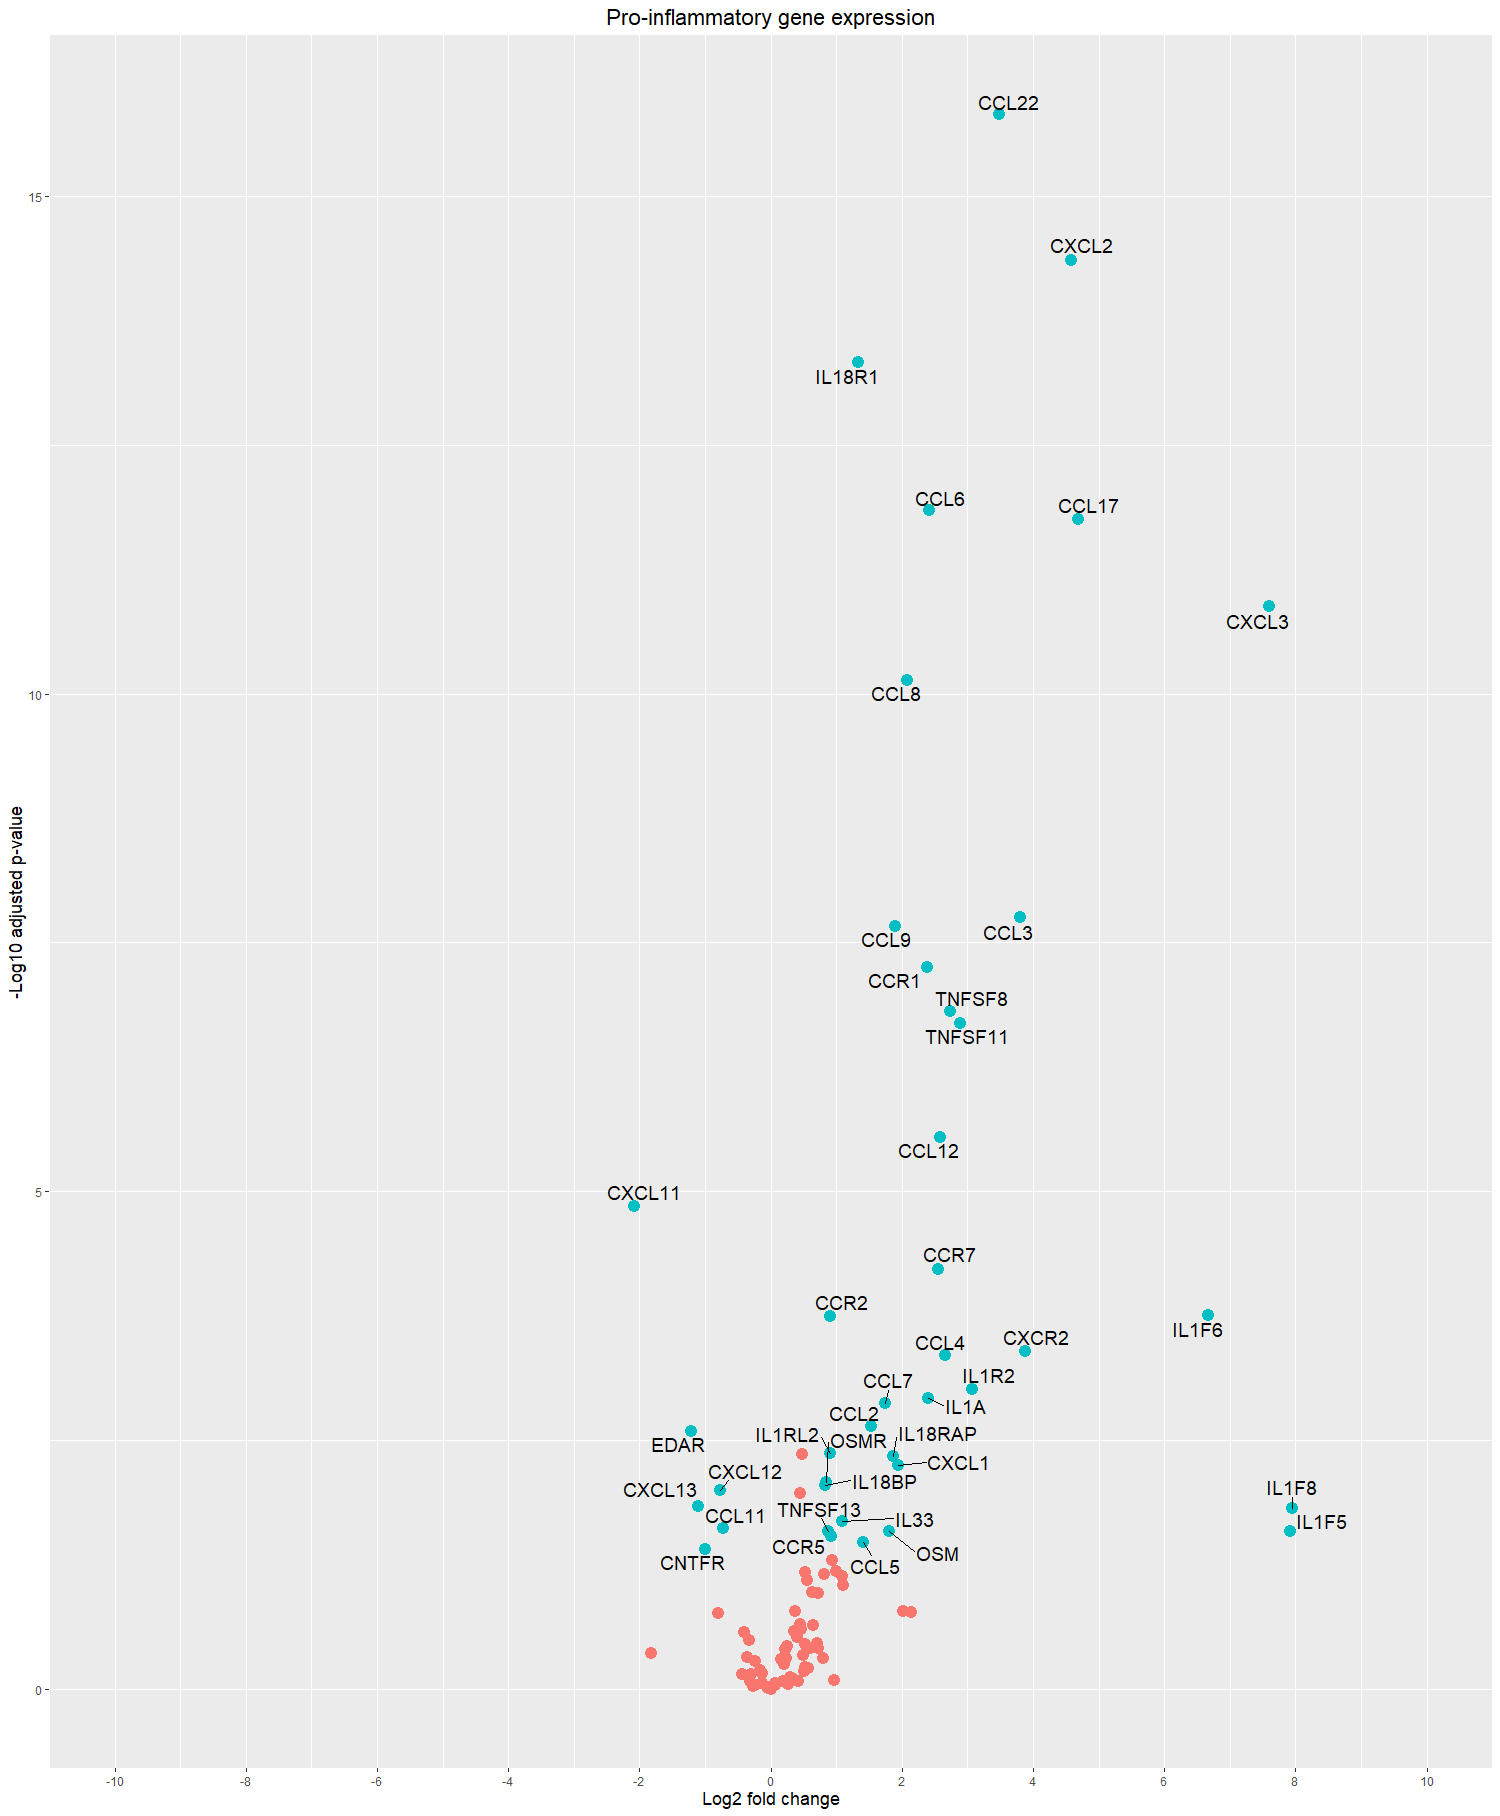 Pro-inflammatory gene expression
CCL22
15
CXCL2
IL18R1
CCL6
CCL17
CXCL3
10
CCL8
-Log10 adjusted p-value
CCL9
CCL3
CCR1
TNFSF8
TNFSF11
CCL12
5
CXCL11
CCR7
CCR2
IL1F6
CCL4
CXCR2
IL1R2
CCL7
IL1A
CCL2
IL1RL2
OSMR
IL18RAP
EDAR
CXCL1
CXCL12
IL18BP
CXCL13
IL1F8
TNFSF13
CCL11
IL33
IL1F5
CCR5
OSM
CNTFR
CCL5
0
-10 -8 -6 -4 -2 0 2 4 6 8 10
Log2 fold change